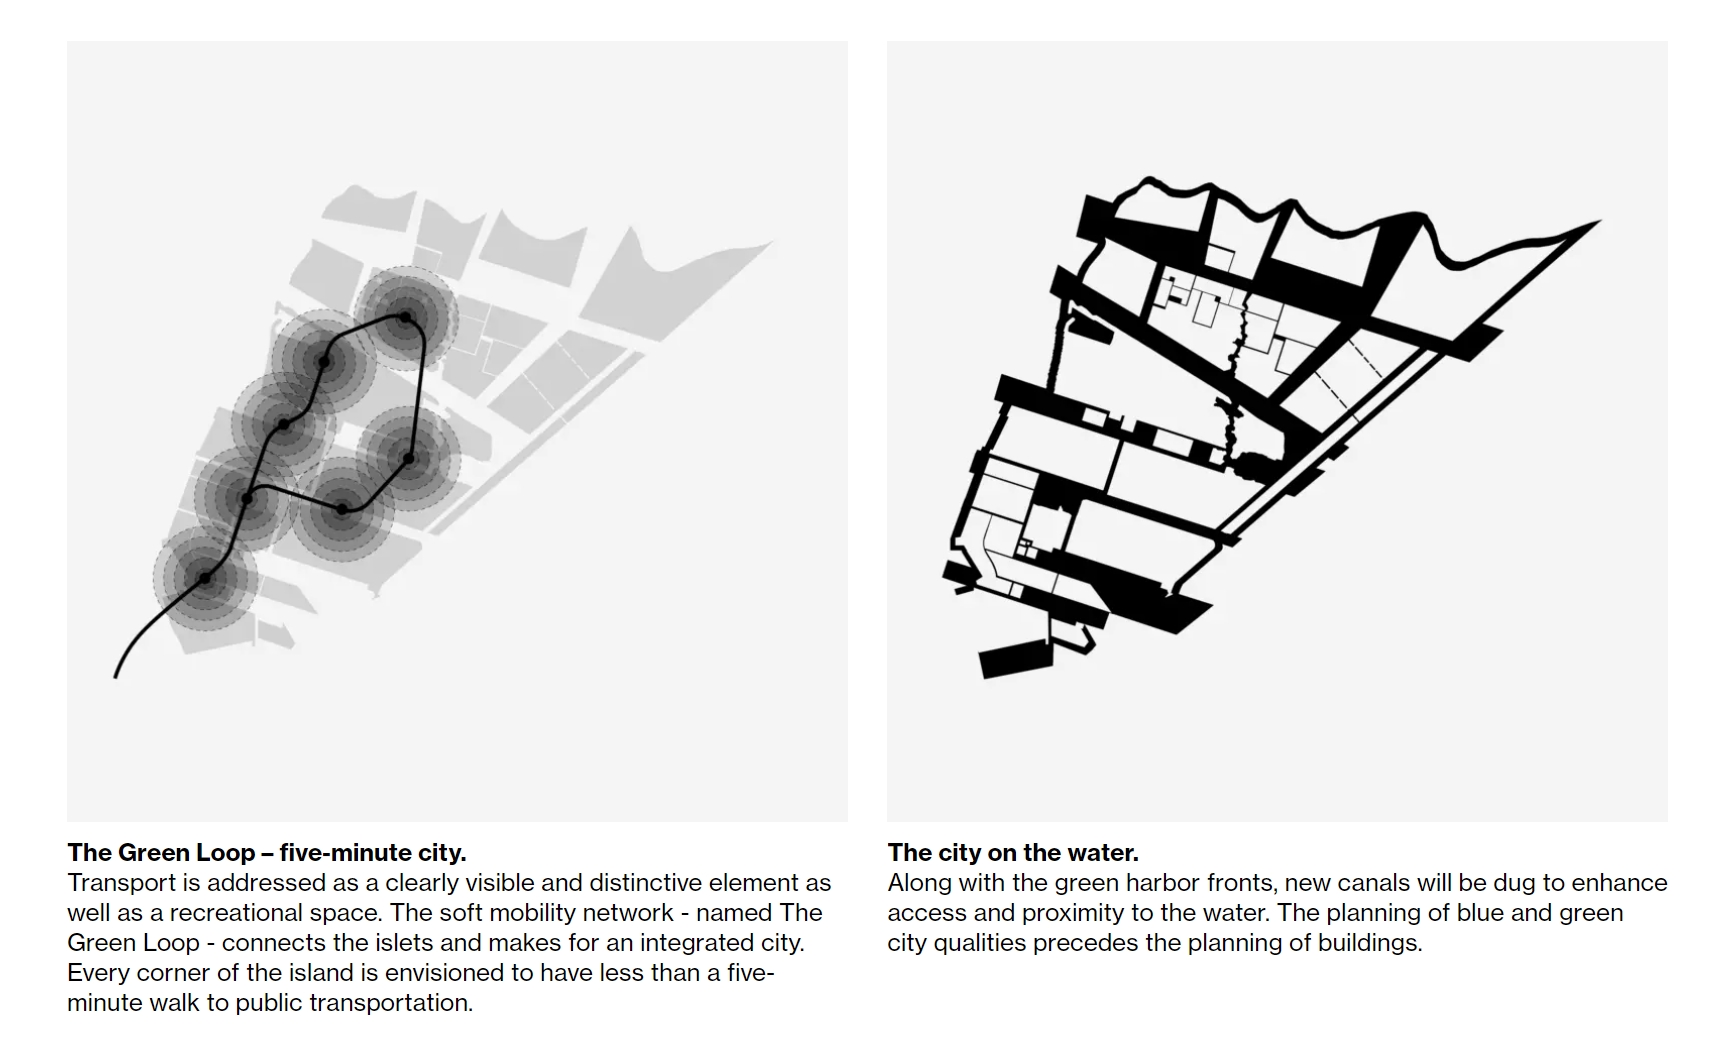 The Green Loop – five-minute city.
Transport is addressed as a clearly visible and distinctive element as
well as a recreational space. The soft mobility network - named The
Green Loop - connects the islets and makes for an integrated city.
Every corner of the island is envisioned to have less than a five-
minute walk to public transportation.
The city on the water.
Along with the green harbor fronts, new canals will be dug to enhance
access and proximity to the water. The planning of blue and green
city qualities precedes the planning of buildings.